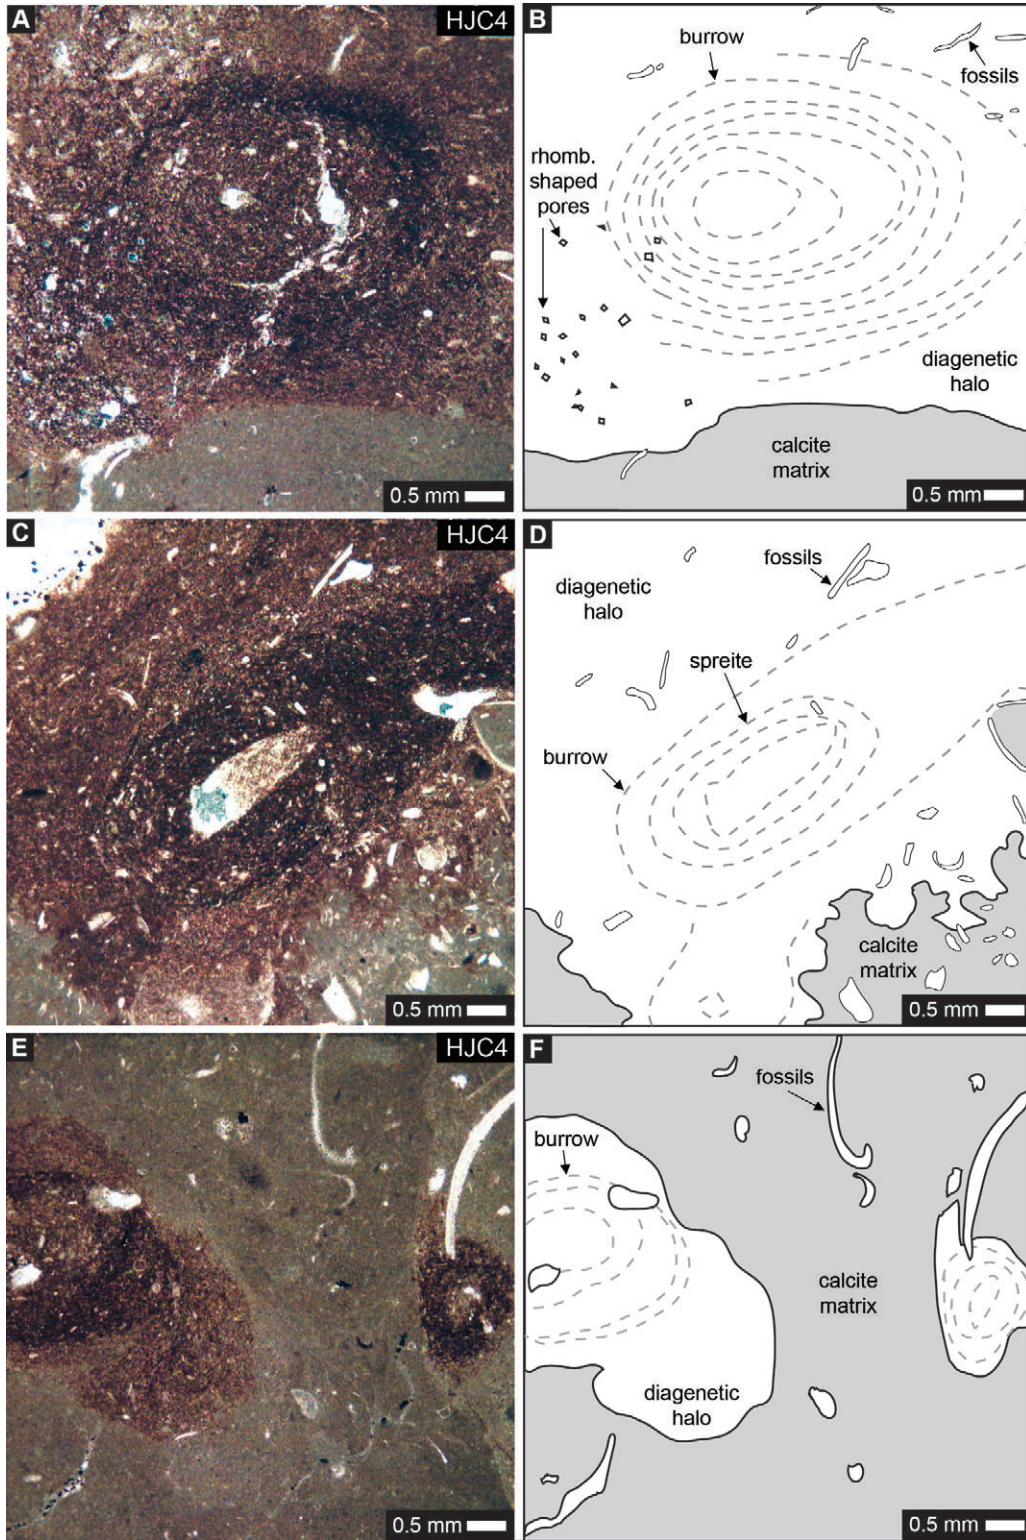 A
HJC4
B
burrow
fossils
rhomb.
shaped
pores
diagenetic
halo
calcite
matrix
0.5 mm
0.5 mm
C
HJC4
D
fossils
diagenetic
halo
spreite
burrow
calcite
matrix
0.5 mm
0.5 mm
E
HJC4
F
fossils
burrow
calcite
matrix
diagenetic
halo
0.5 mm
0.5 mm